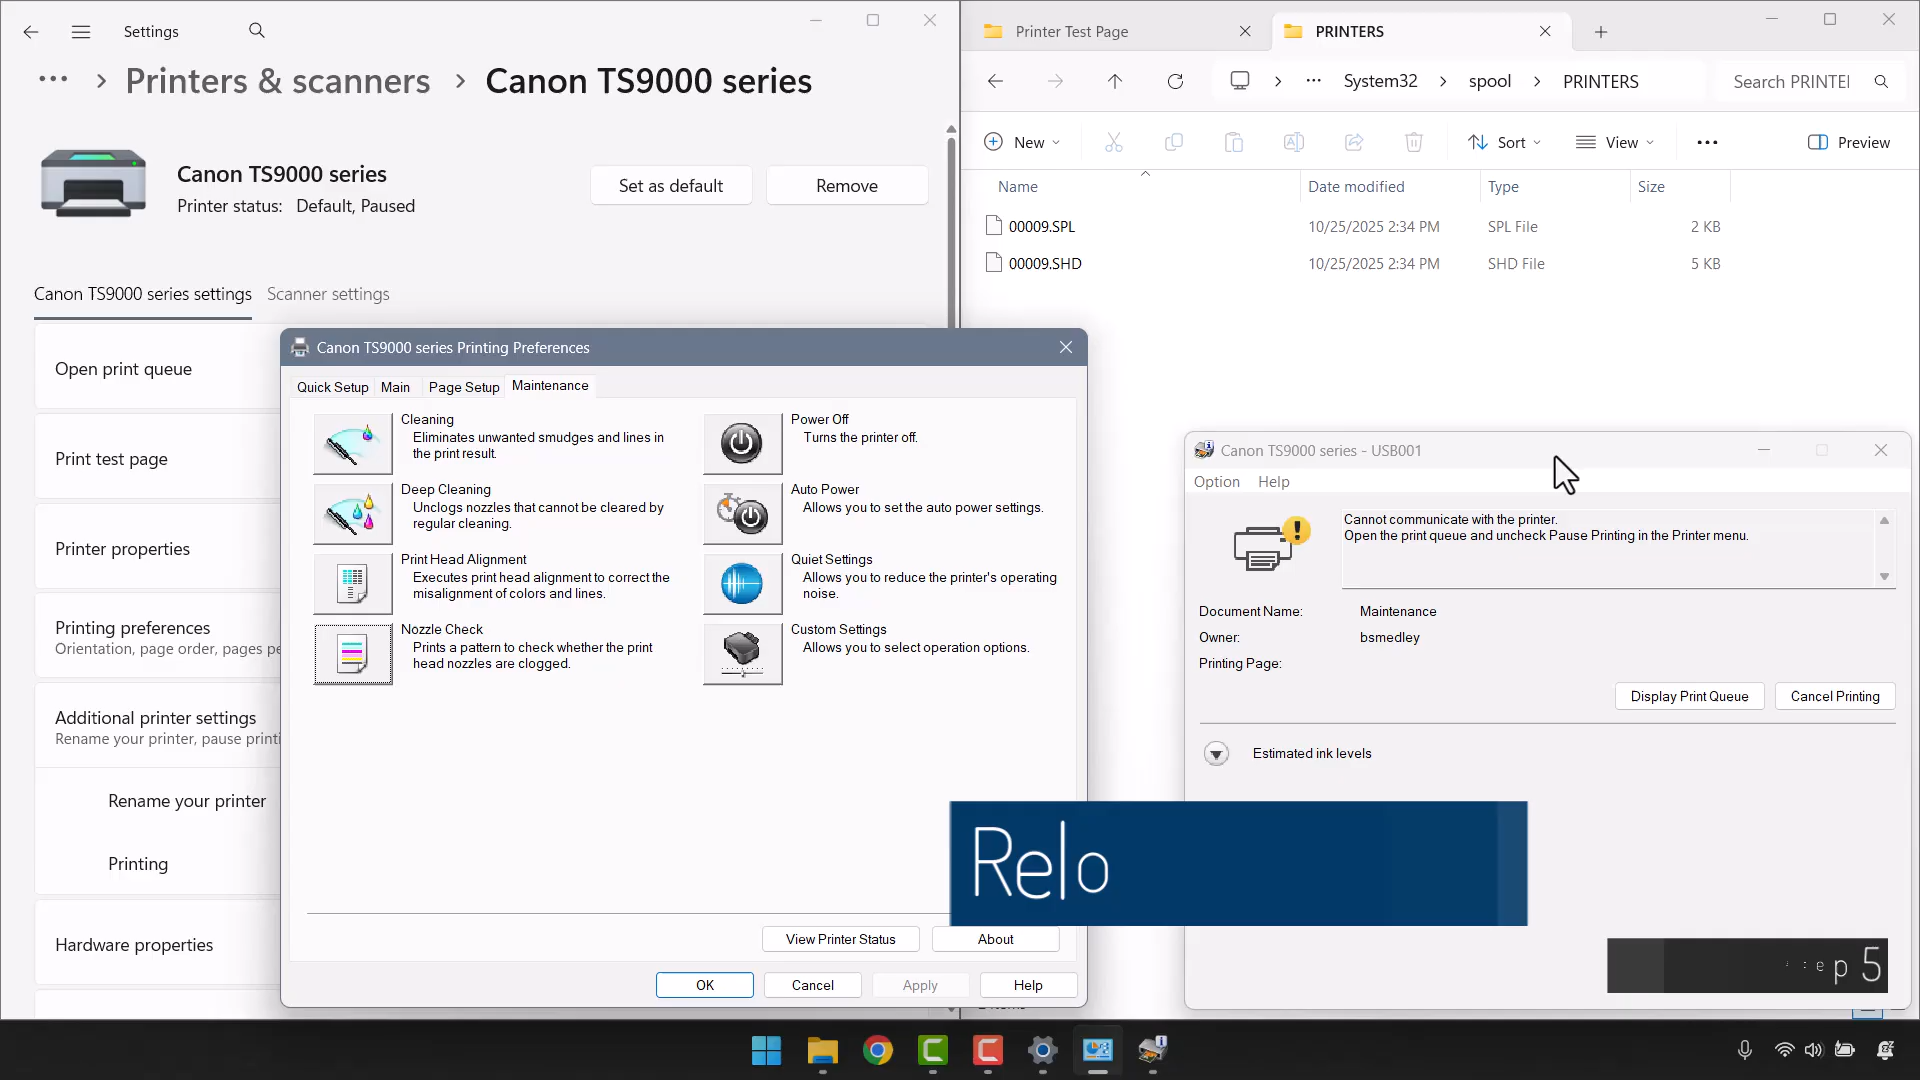 Settings
Printers & scanners > Canon TS9000 series
Canon TS9000 series
Printer status: Default, Paused
Set as default
Remove
Canon TS9000 series settings
Scanner settings
Open print queue
Print test page
Printer properties
Printing preferences
Orientation, page order, pages pe
Additional printer settings
Rename your printer, pause printi
Rename your printer
Printing
Hardware properties
Printer Test Page
PRINTERS
System32 > spool > PRINTERS
Search PRINTEI
New
Sort
View
Preview
Name
Date modified
Type
Size
00009.SPL
10/25/2025 2:34 PM
SPL File
2 KB
00009.SHD
10/25/2025 2:34 PM
SHD File
5 KB
Canon TS9000 series Printing Preferences
Quick Setup
Main
Page Setup
Maintenance
Cleaning
Eliminates unwanted smudges and lines in
the print result.
Deep Cleaning
Unclogs nozzles that cannot be cleared by
regular cleaning.
Print Head Alignment
Executes print head alignment to correct the
misalignment of colors and lines.
Nozzle Check
Prints a pattern to check whether the print
head nozzles are clogged.
Power Off
Turns the printer off.
Auto Power
Allows you to set the auto power settings.
Quiet Settings
Allows you to reduce the printer's operating
noise.
Custom Settings
Allows you to select operation options.
View Printer Status
About
OK
Cancel
Apply
Help
Canon TS9000 series - USB001
Option
Help
Cannot communicate with the printer.
Open the print queue and uncheck Pause Printing in the Printer menu.
Document Name: Maintenance
Owner: bsmedley
Printing Page:
Display Print Queue
Cancel Printing
Estimated ink levels
Relo
ep 5